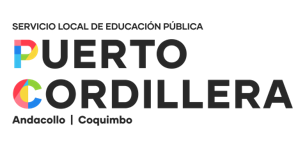 SERVICIO LOCAL DE EDUCACIÓN PÚBLICA
PUERTO
CORDILLERA
Andacollo | Coquimbo